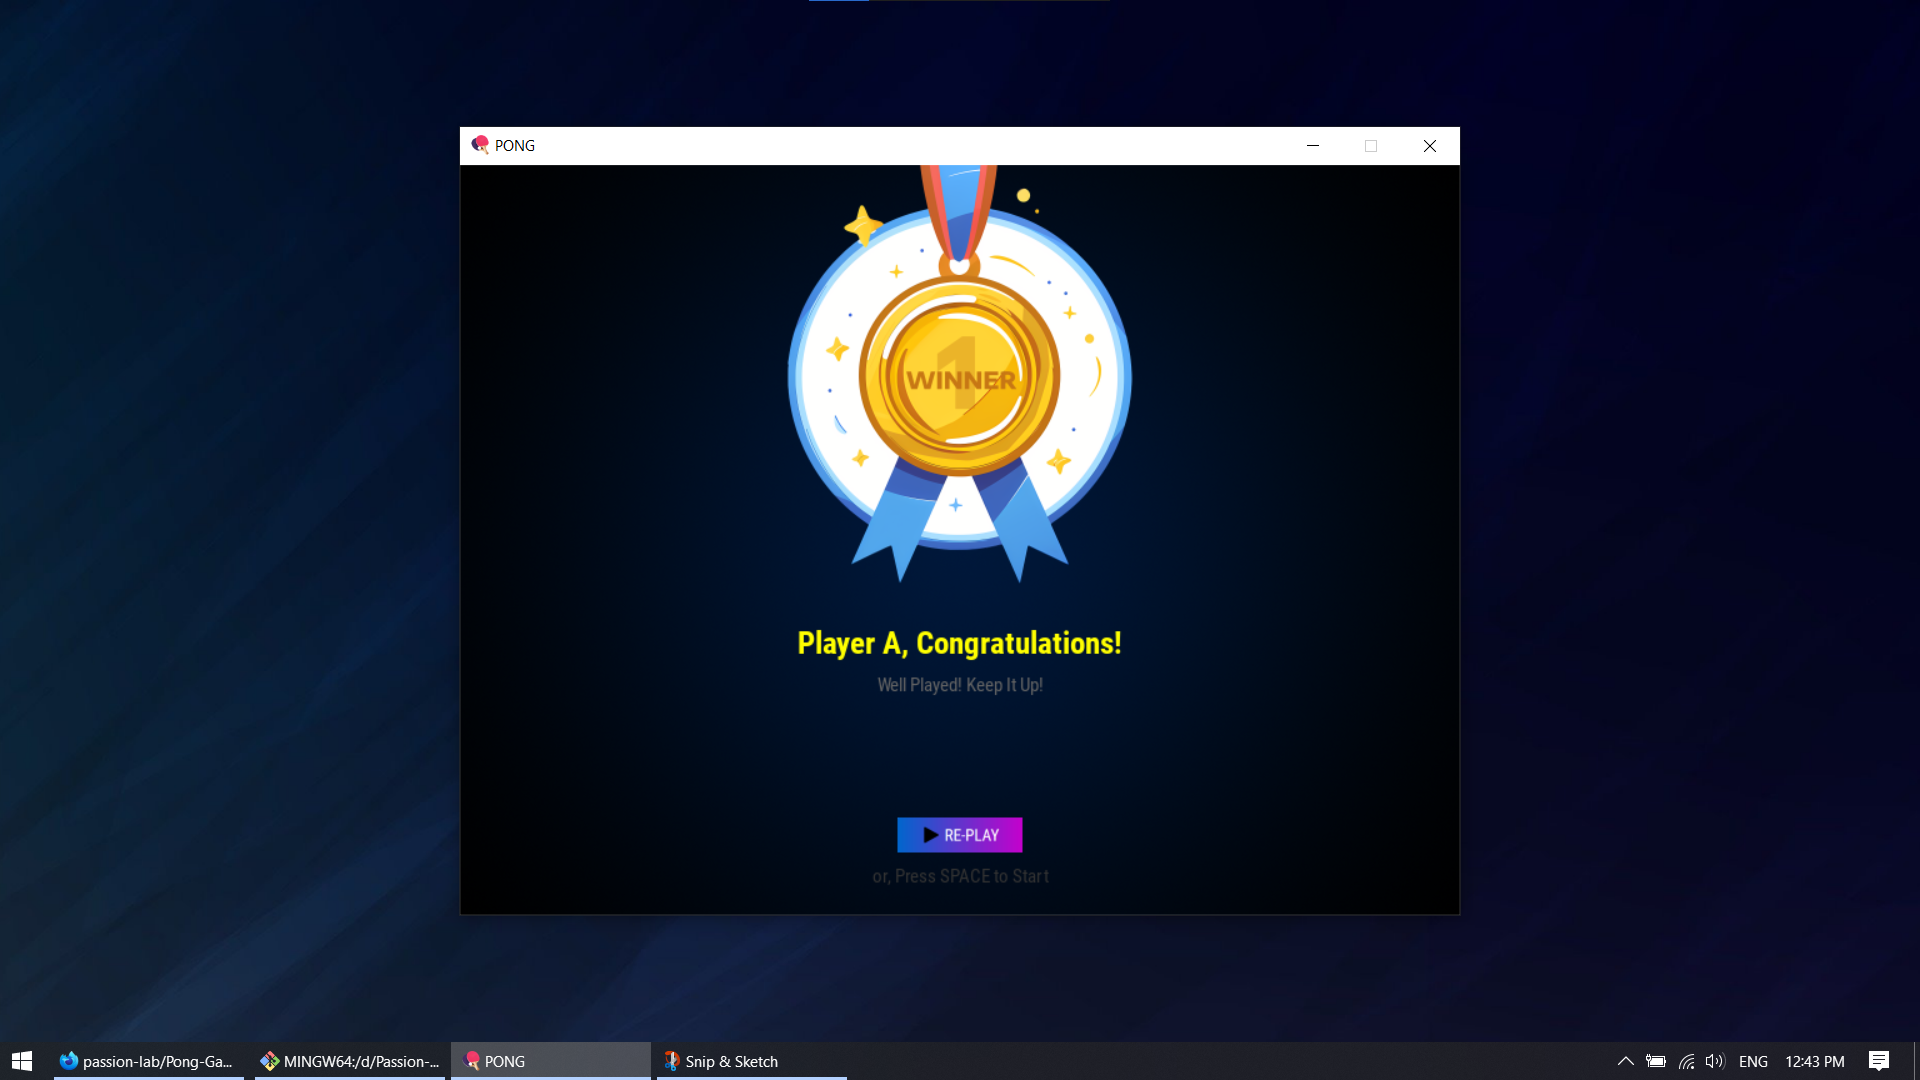 PONG
1
WINNER
Player A, Congratulations!
Well Played! Keep It Up!
RE-PLAY
or, Press SPACE to Start
passion-lab/Pong-Ga...
MINGW64:/d/Passion-...
PONG
Snip & Sketch
ENG
12:43 PM